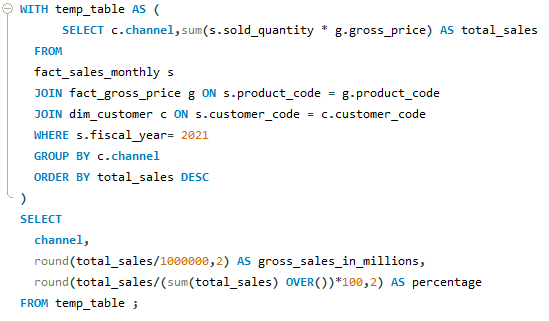 WITH temp_table AS (
SELECT c.channel,sum(s.sold_quantity * g.gross_price) AS total_sales
FROM
fact_sales_monthly s
JOIN fact_gross_price g ON s.product_code = g.product_code
JOIN dim_customer c ON s.customer_code = c.customer_code
WHERE s.fiscal_year= 2021
GROUP BY c.channel
ORDER BY total_sales DESC
)
SELECT
channel,
round(total_sales/1000000,2) AS gross_sales_in_millions,
round(total_sales/(sum(total_sales) OVER())*100,2) AS percentage
FROM temp_table ;